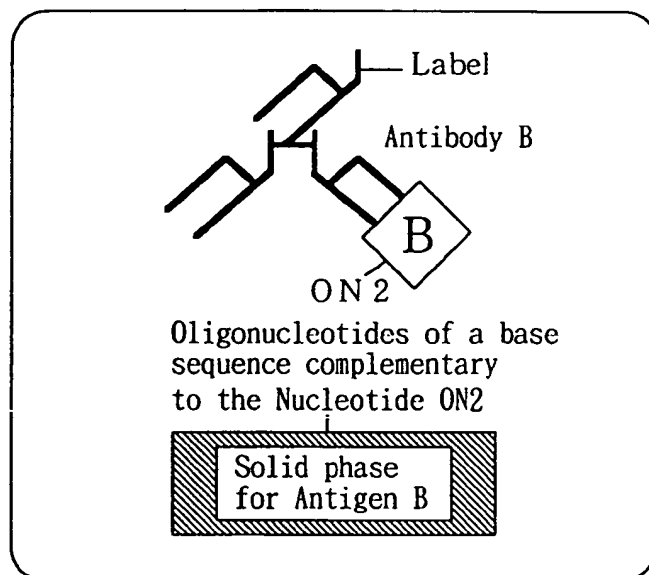 Label
Antibody B
B
ON2
Oligonucleotides of a base
sequence complementary
to the Nucleotide ON2
Solid phase
for Antigen B